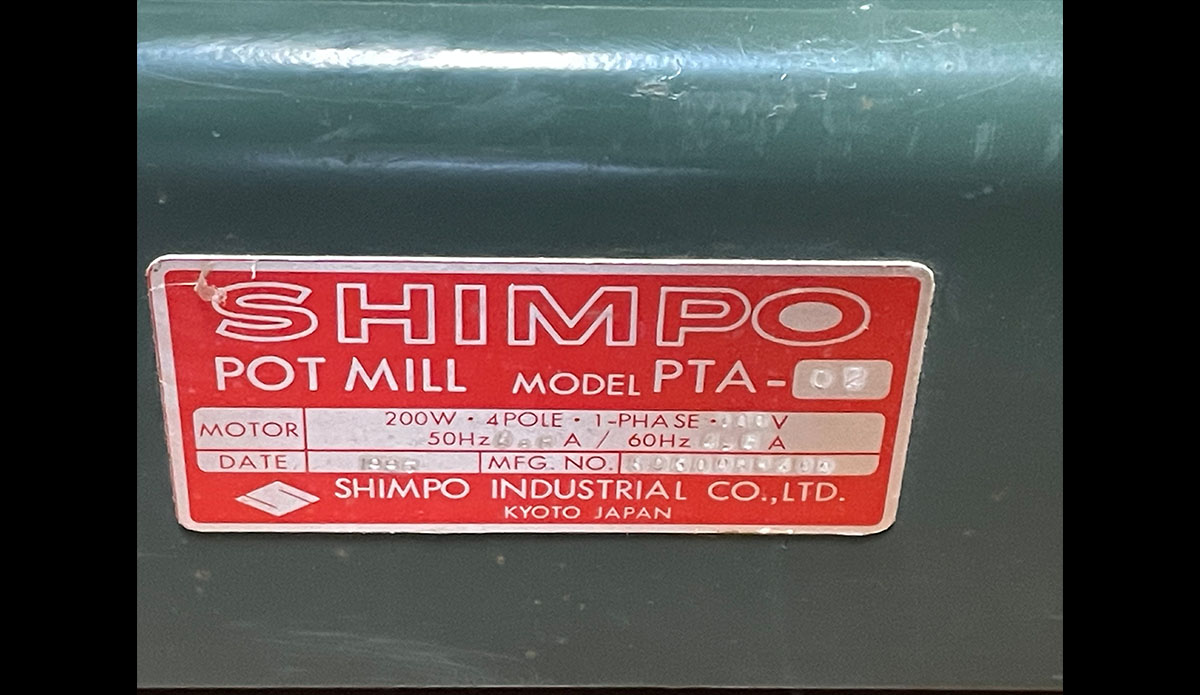 SHIMPO
POT MILL MODEL PTA-02
MOTOR 200W · 4POLE · 1-PHASE · V
50Hz A / 60Hz A
DATE MFG. NO.
SHIMPO INDUSTRIAL CO.,LTD.
KYOTO JAPAN